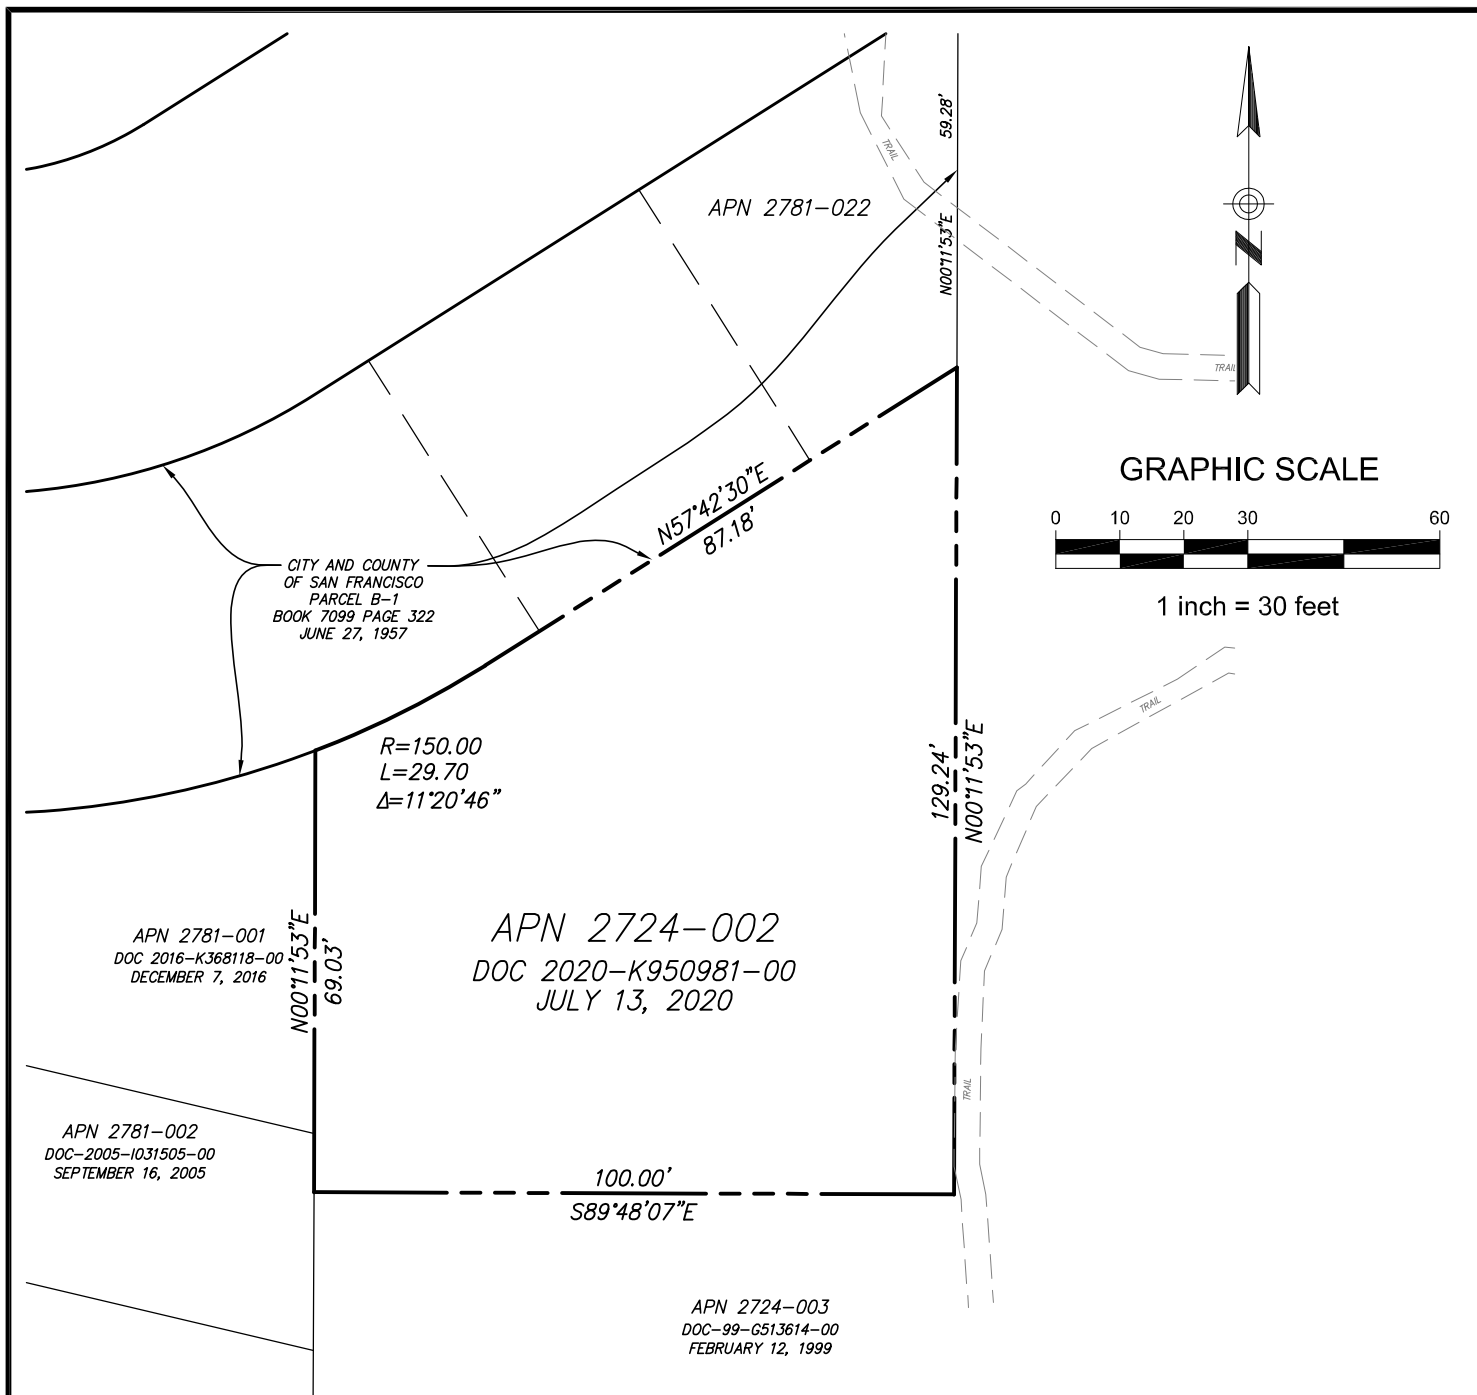 59.28'
N00°11'53"E
TRAIL
APN 2781-022
TRAIL
N
GRAPHIC SCALE
0 10 20 30 60
1 inch = 30 feet
N57°42'30"E
87.18'
CITY AND COUNTY
OF SAN FRANCISCO
PARCEL B-1
BOOK 7099 PAGE 322
JUNE 27, 1957
TRAIL
R=150.00
L=29.70
Δ=11°20'46"
129.24'
N00°11'53"E
APN 2781-001
DOC 2016-K368118-00
DECEMBER 7, 2016
N00°11'53"E
69.03'
APN 2724-002
DOC 2020-K950981-00
JULY 13, 2020
TRAIL
APN 2781-002
DOC-2005-I031505-00
SEPTEMBER 16, 2005
100.00'
S89°48'07"E
APN 2724-003
DOC-99-G513614-00
FEBRUARY 12, 1999